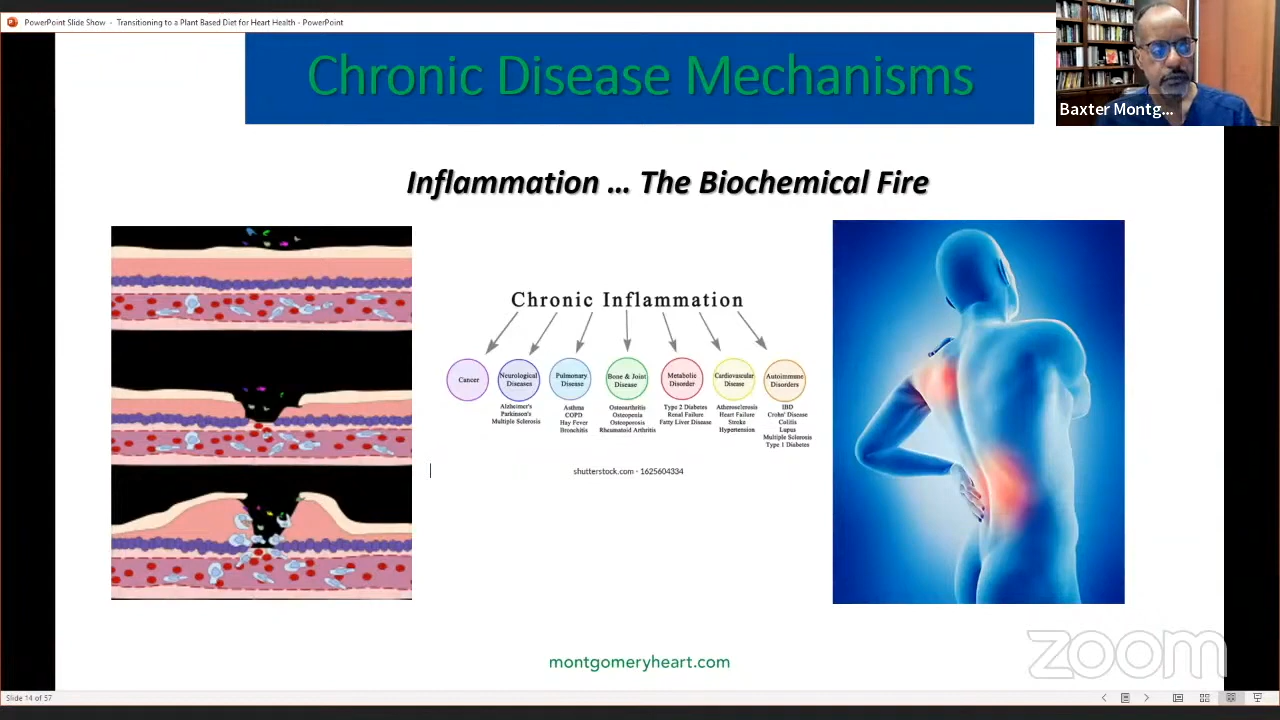 PowerPoint Slide Show - Transitioning to a Plant Based Diet for Heart Health - PowerPoint
Baxter Montg...
Chronic Disease Mechanisms
Inflammation ... The Biochemical Fire
Chronic Inflammation
Cancer
Neurological
Diseases
Alzheimer's
Parkinson's
Multiple Sclerosis
Pulmonary
Disease
Asthma
COPD
Hay Fever
Bronchitis
Bone & Joint
Disease
Osteoarthritis
Osteopenia
Osteoporosis
Rheumatoid Arthritis
Metabolic
Disorder
Type 2 Diabetes
Renal Failure
Fatty Liver Disease
Cardiovascular
Disease
Atherosclerosis
Heart Failure
Stroke
Hypertension
Autoimmune
Disorders
IBD
Crohn' Disease
Colitis
Lupus
Multiple Sclerosis
Type 1 Diabetes
shutterstock.com · 1625604334
montgomeryheart.com
zoom
Slide 14 of 57